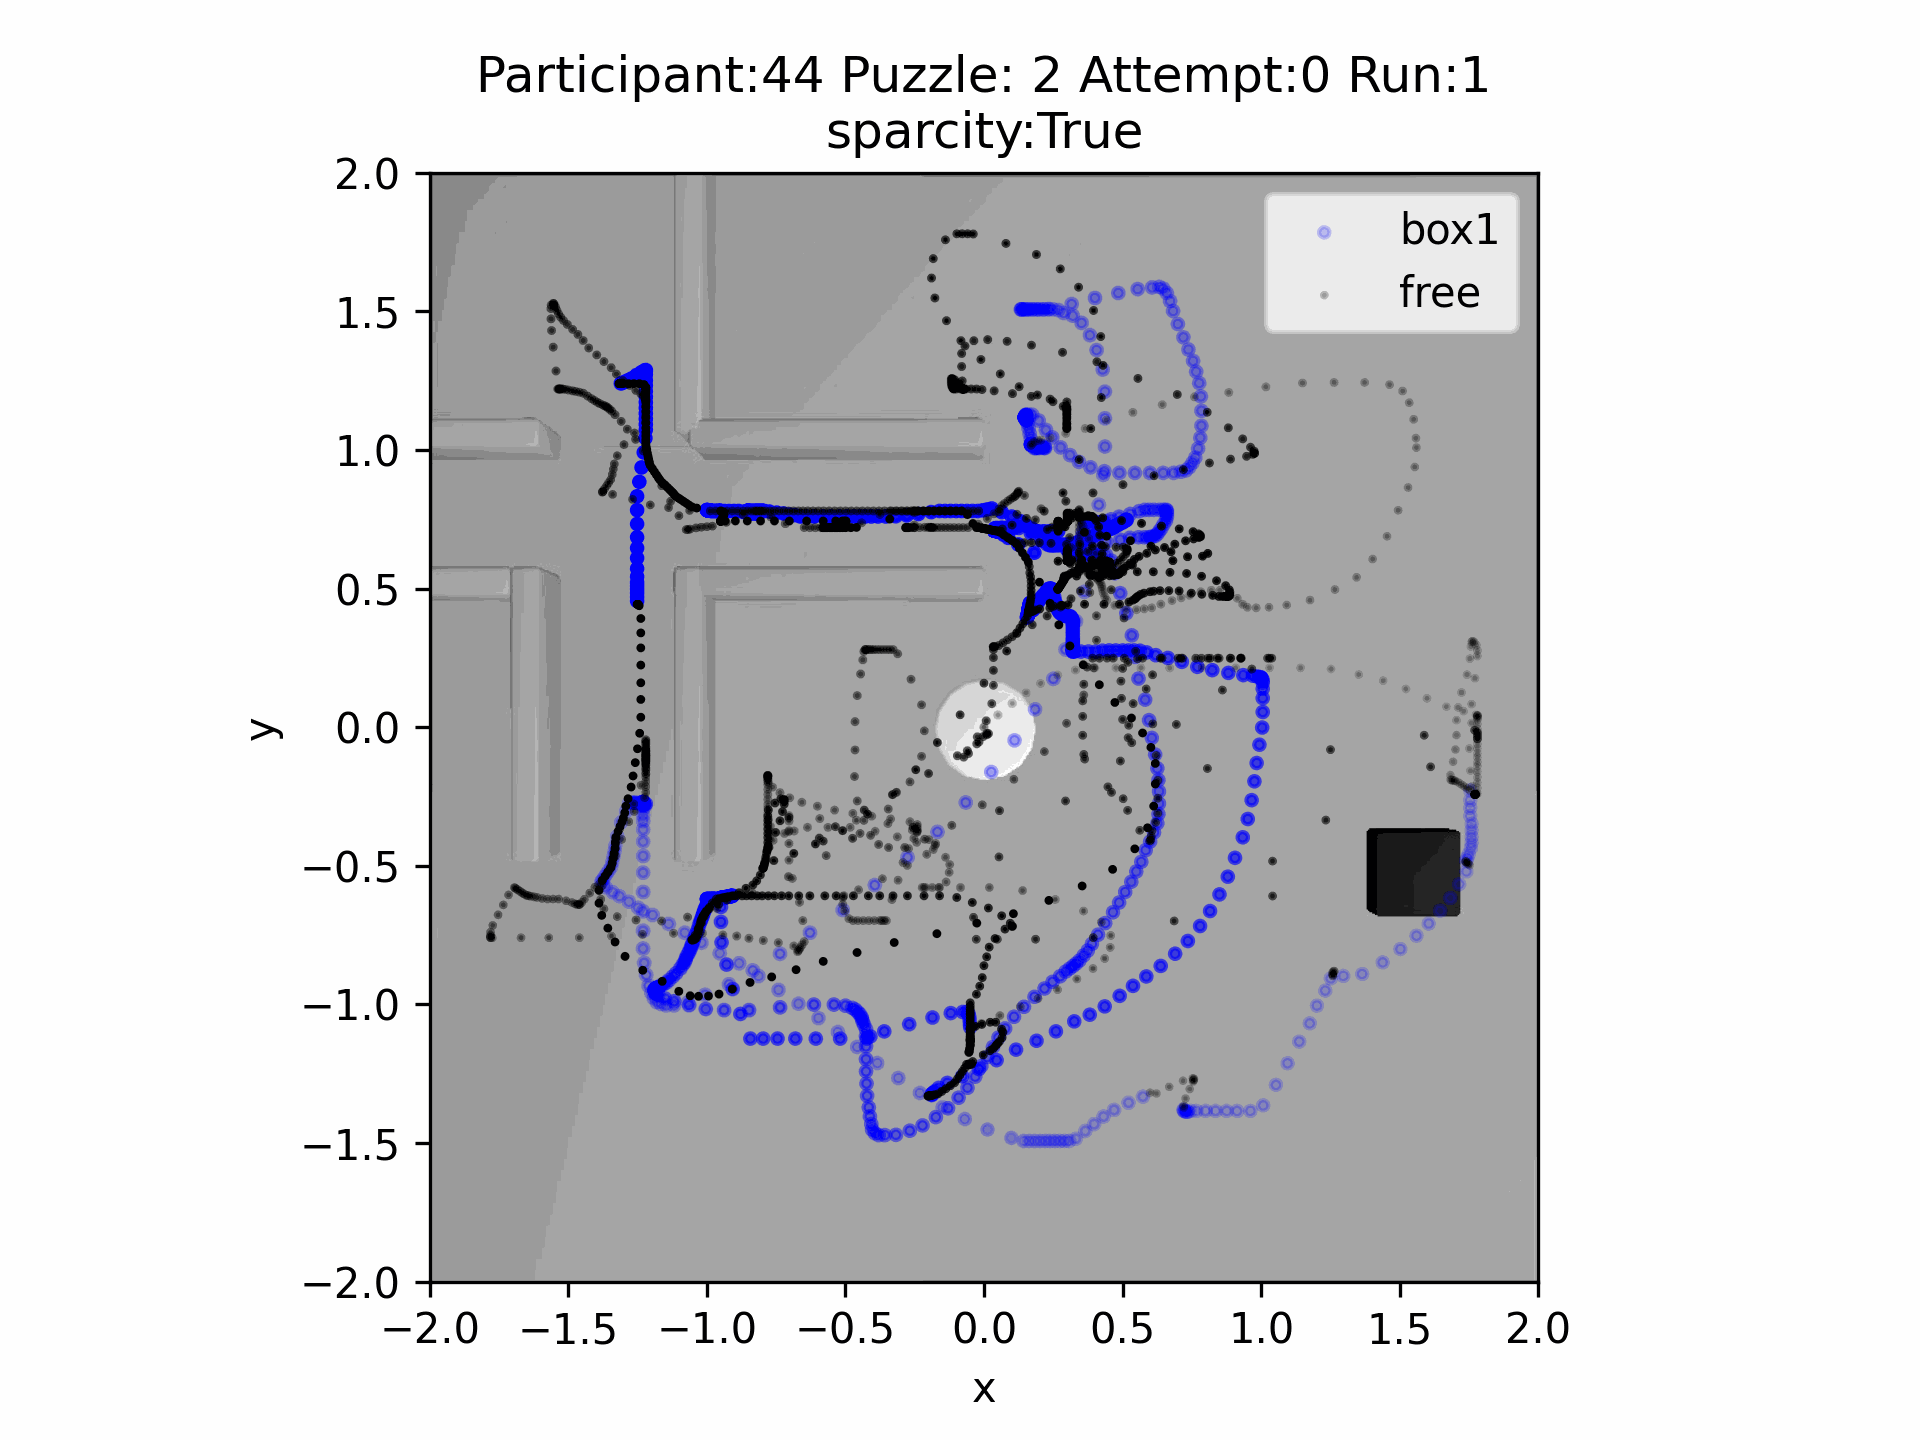 Participant:44 Puzzle: 2 Attempt:0 Run:1
sparcity:True
box1
free
2.0
1.5
1.0
0.5
0.0
−0.5
−1.0
−1.5
−2.0
y
−2.0 −1.5 −1.0 −0.5 0.0 0.5 1.0 1.5 2.0
x